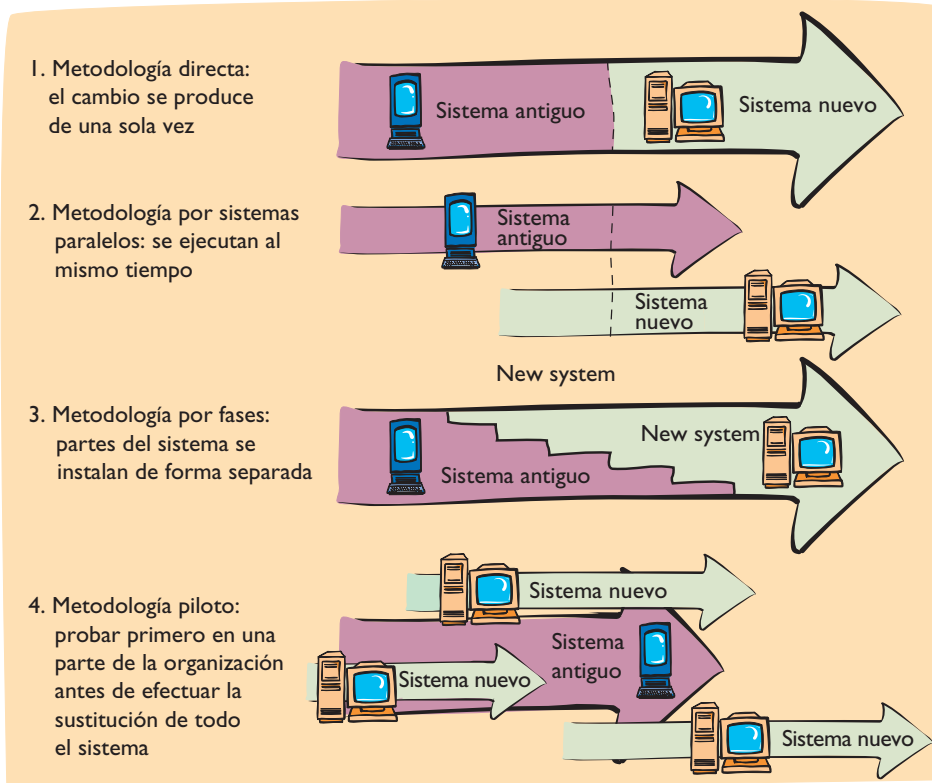 1. Metodología directa:
el cambio se produce
de una sola vez
Sistema antiguo
Sistema nuevo
2. Metodología por sistemas
paralelos: se ejecutan al
mismo tiempo
Sistema
antiguo
Sistema
nuevo
New system
3. Metodología por fases:
partes del sistema se
instalan de forma separada
New system
Sistema antiguo
4. Metodología piloto:
probar primero en una
parte de la organización
antes de efectuar la
sustitución de todo
el sistema
Sistema nuevo
Sistema
antiguo
Sistema nuevo
Sistema nuevo